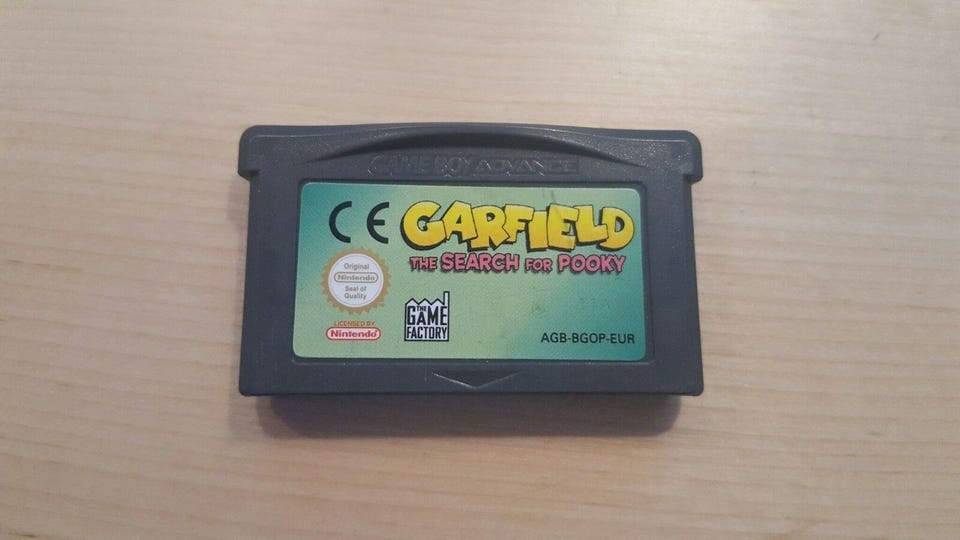 GAME BOY ADVANCE
CE GARFIELD
THE SEARCH FOR POOKY
Original
Nintendo
Seal of
Quality
LICENSED BY
Nintendo
THE
GAME
FACTORY
AGB-BGOP-EUR
11A